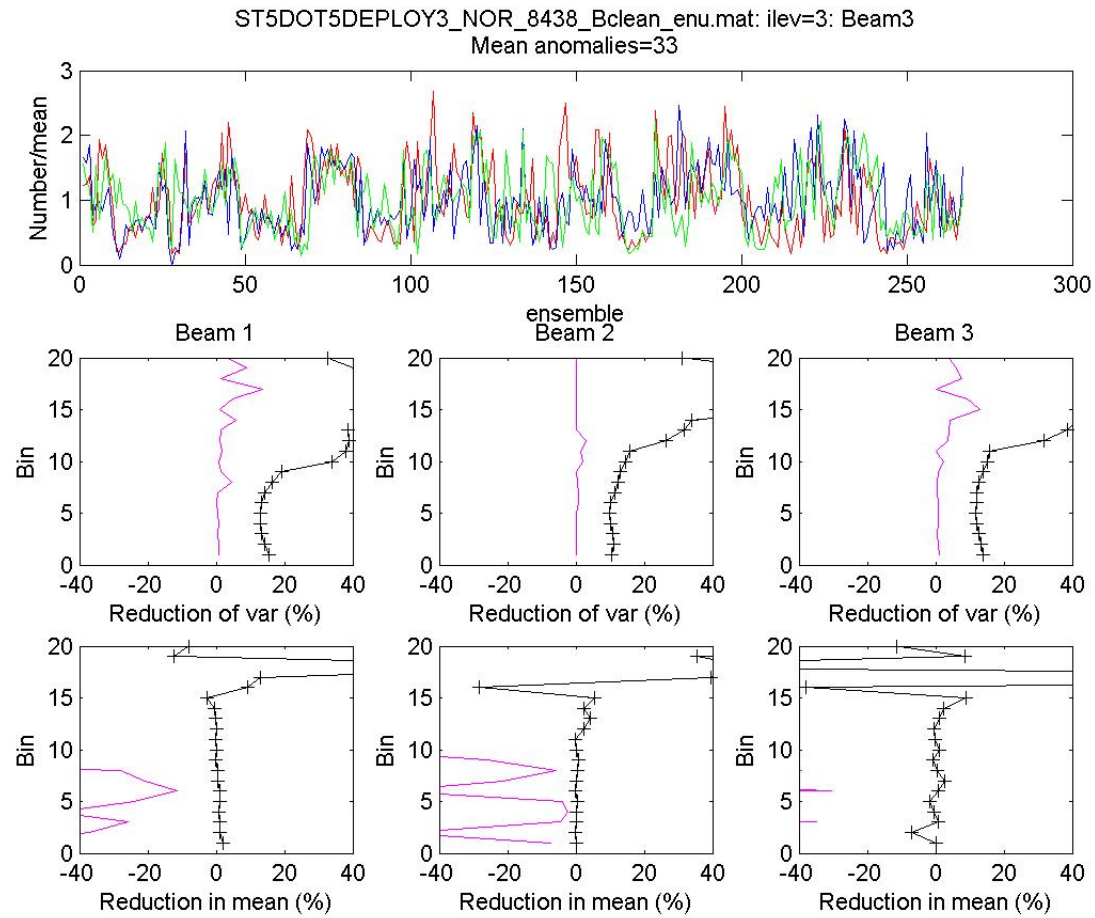 ST5DOT5DEPLOY3_NOR_8438_Bclean_enu.mat: ilev=3: Beam3
Mean anomalies=33
3
2
1
0
Number/mean
0 50 100 150 200 250 300
ensemble
Beam 1 Beam 2 Beam 3
20
15
10
5
0
Bin
-40 -20 0 20 40
Reduction of var (%)
20
15
10
5
0
Bin
-40 -20 0 20 40
Reduction of var (%)
20
15
10
5
0
Bin
-40 -20 0 20 40
Reduction of var (%)
20
15
10
5
0
Bin
-40 -20 0 20 40
Reduction in mean (%)
20
15
10
5
0
Bin
-40 -20 0 20 40
Reduction in mean (%)
20
15
10
5
0
Bin
-40 -20 0 20 40
Reduction in mean (%)